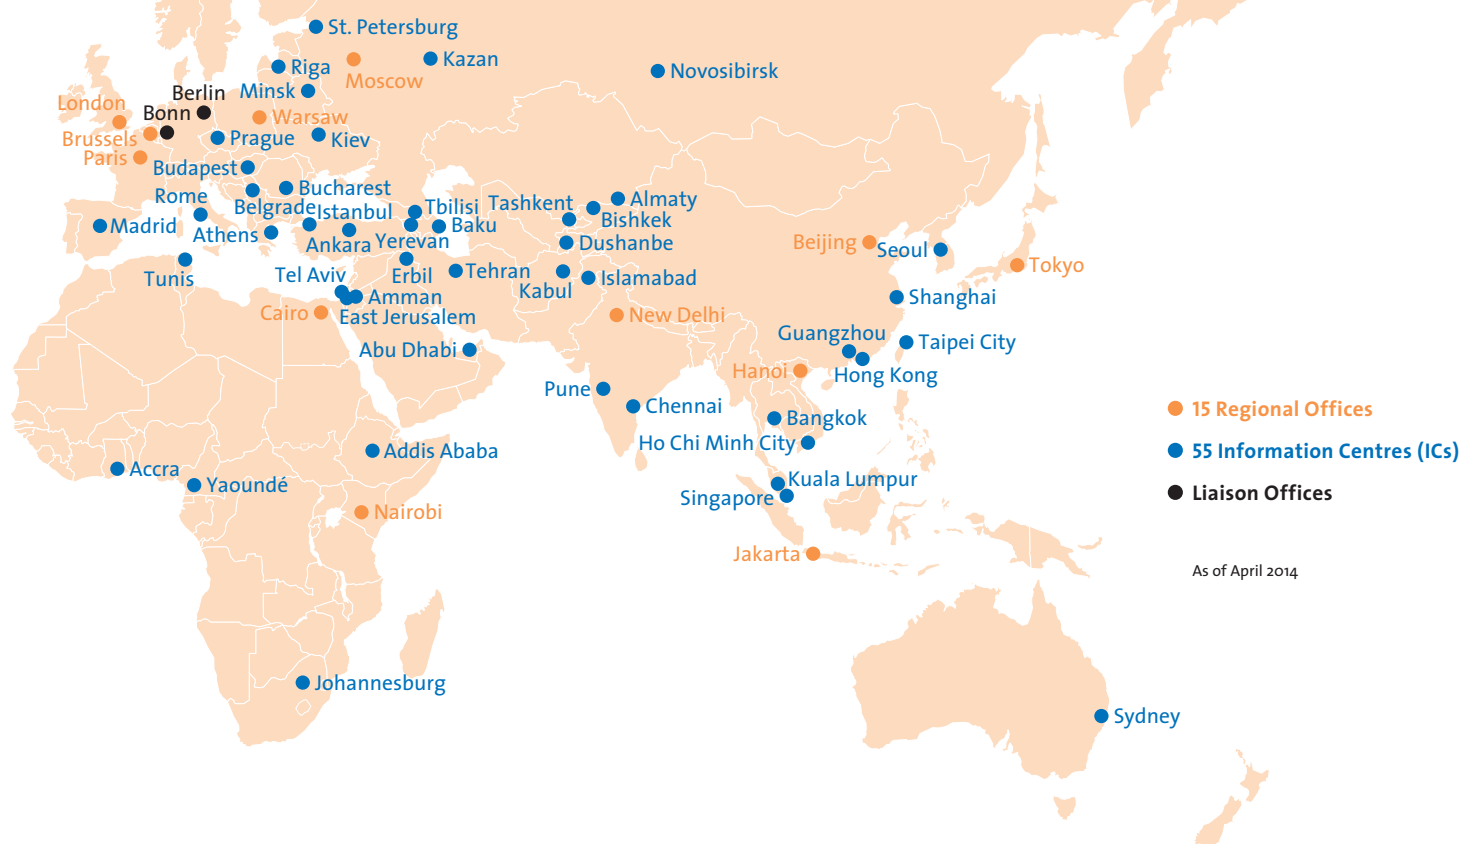 St. Petersburg
Kazan
Riga
Moscow
Novosibirsk
Minsk
Berlin
London
Bonn
Warsaw
Brussels
Prague
Kiev
Paris
Budapest
Bucharest
Rome
Belgrade
Istanbul
Tbilisi
Tashkent
Almaty
Bishkek
Madrid
Athens
Ankara
Yerevan
Baku
Dushanbe
Beijing
Seoul
Tokyo
Tunis
Tel Aviv
Erbil
Tehran
Kabul
Islamabad
Amman
Shanghai
Cairo
East Jerusalem
New Delhi
Abu Dhabi
Guangzhou
Taipei City
Hanoi
Hong Kong
Pune
Chennai
Bangkok
Ho Chi Minh City
Addis Ababa
Accra
Yaoundé
Kuala Lumpur
Singapore
Nairobi
Jakarta
Johannesburg
Sydney
15 Regional Offices
55 Information Centres (ICs)
Liaison Offices
As of April 2014